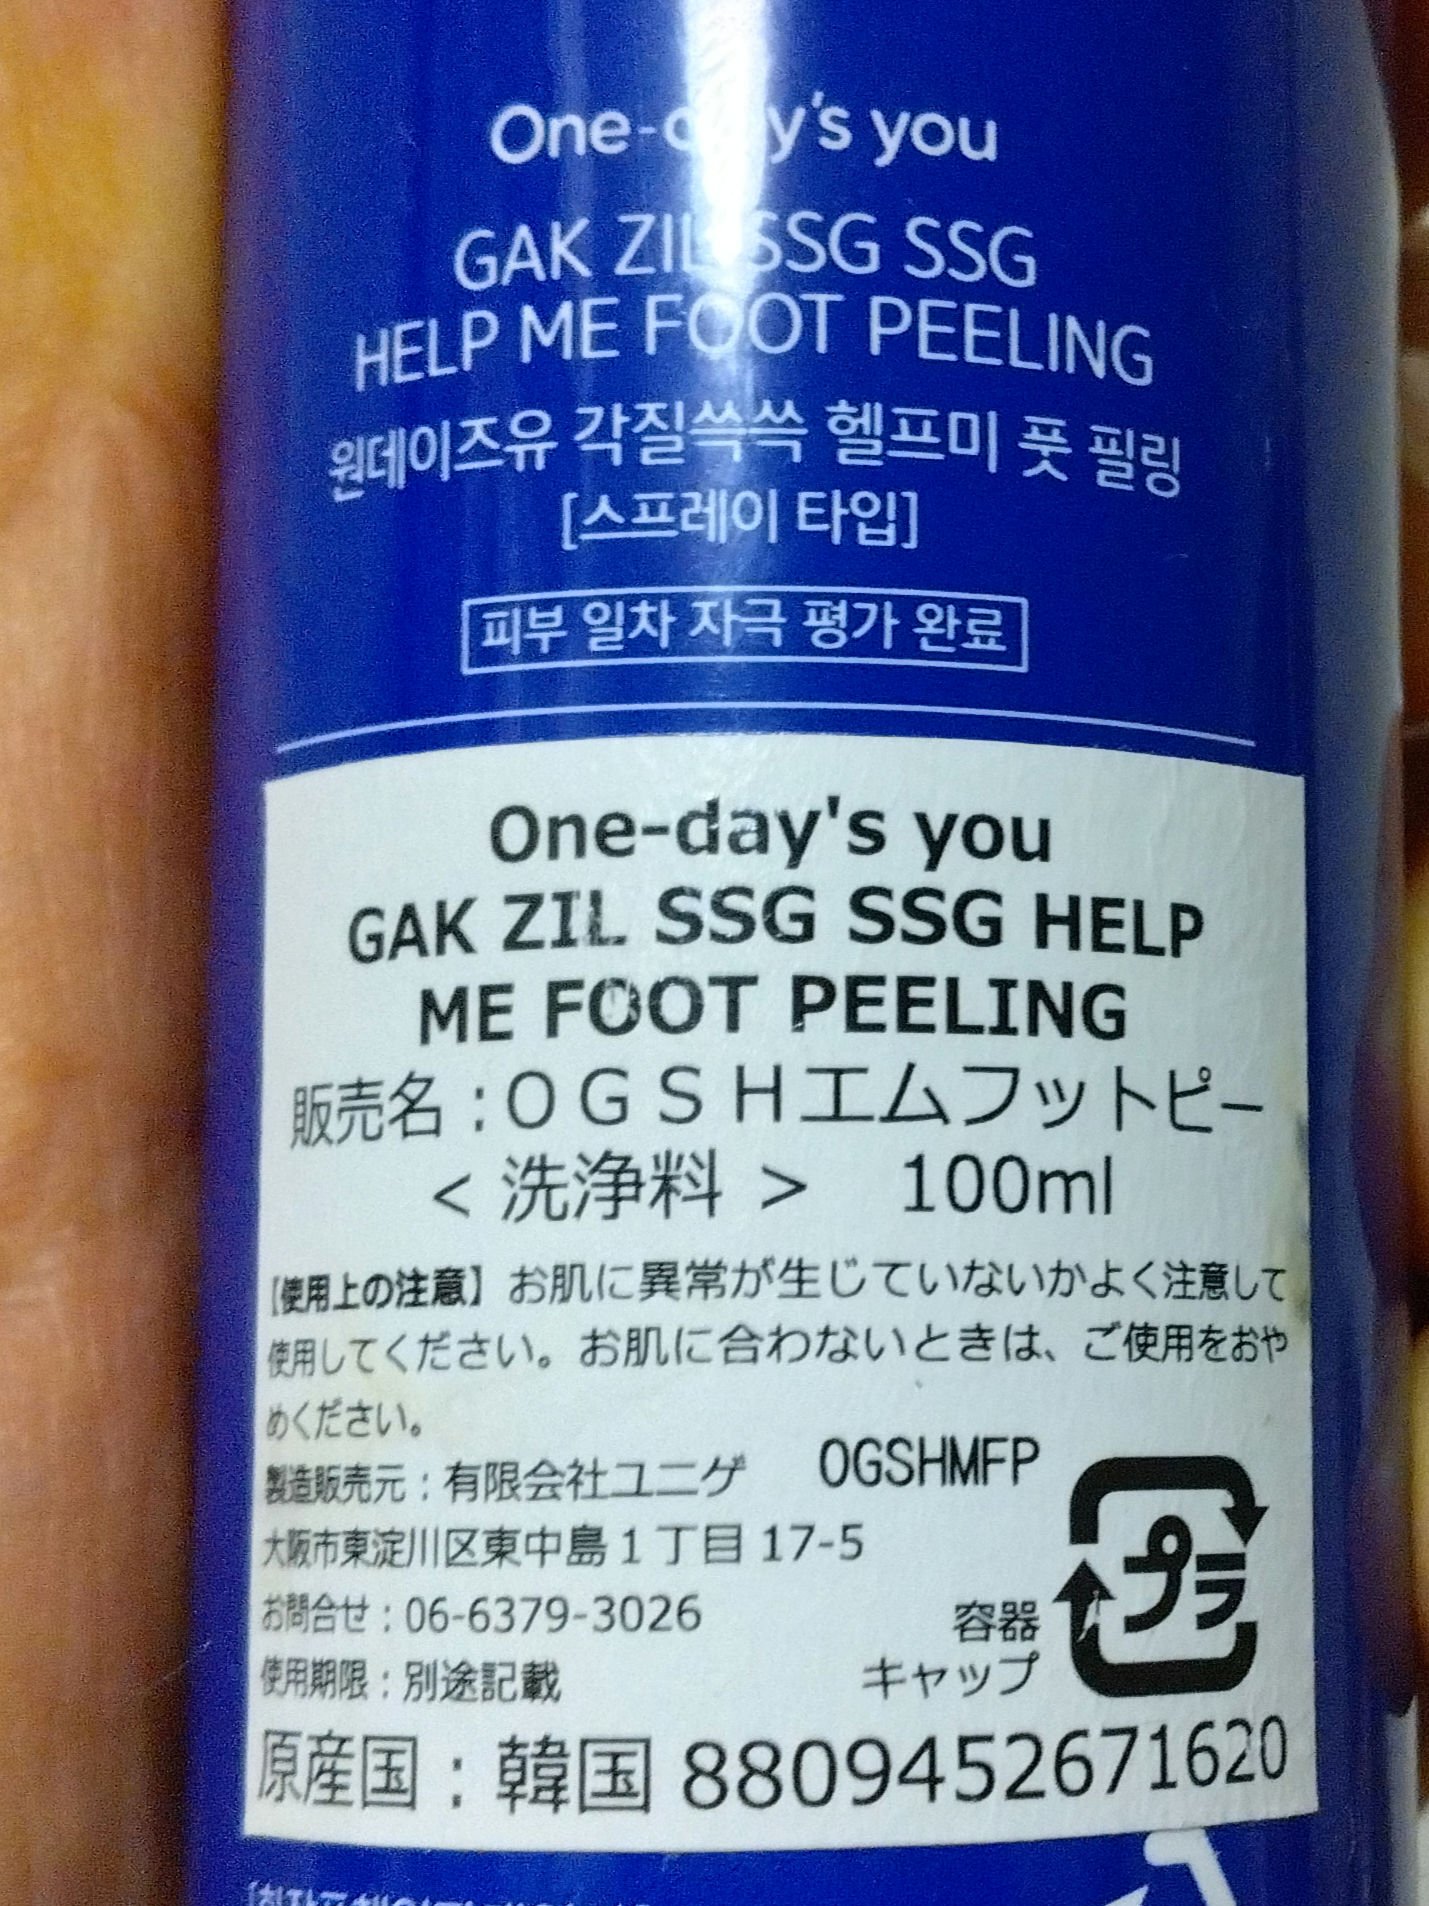 One-day's you
GAK ZIL SSG SSG
HELP ME FOOT PEELING
원데이즈유 각질쓱쓱 헬프미 풋 필링
[스프레이 타입]
피부 일차 자극 평가 완료
One-day's you
GAK ZIL SSG SSG HELP
ME FOOT PEELING
販売名：ＯＧＳＨエムフットピー
＜洗浄料＞ 100ml
【使用上の注意】お肌に異常が生じていないかよく注意して
使用してください。お肌に合わないときは、ご使用をおや
めください。
製造販売元：有限会社ユニゲ OGSHMFP
大阪市東淀川区東中島１丁目 17-5
お問合せ：06-6379-3026
使用期限：別途記載
容器
キャップ
プラ
原産国：韓国 8809452671620